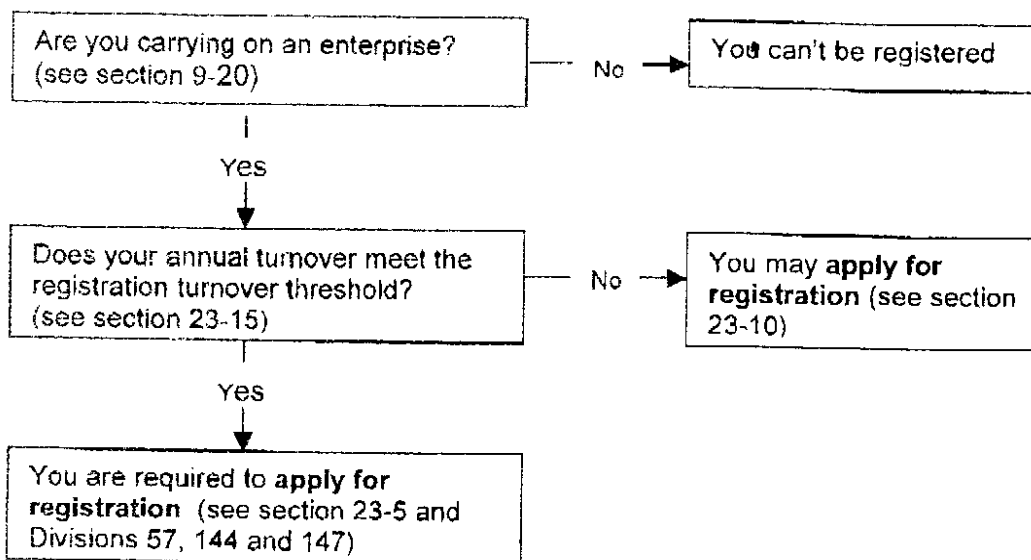 Are you carrying on an enterprise?
(see section 9-20)
No
You can't be registered
Yes
Does your annual turnover meet the
registration turnover threshold?
(see section 23-15)
No
You may apply for
registration (see section
23-10)
Yes
You are required to apply for
registration (see section 23-5 and
Divisions 57, 144 and 147)